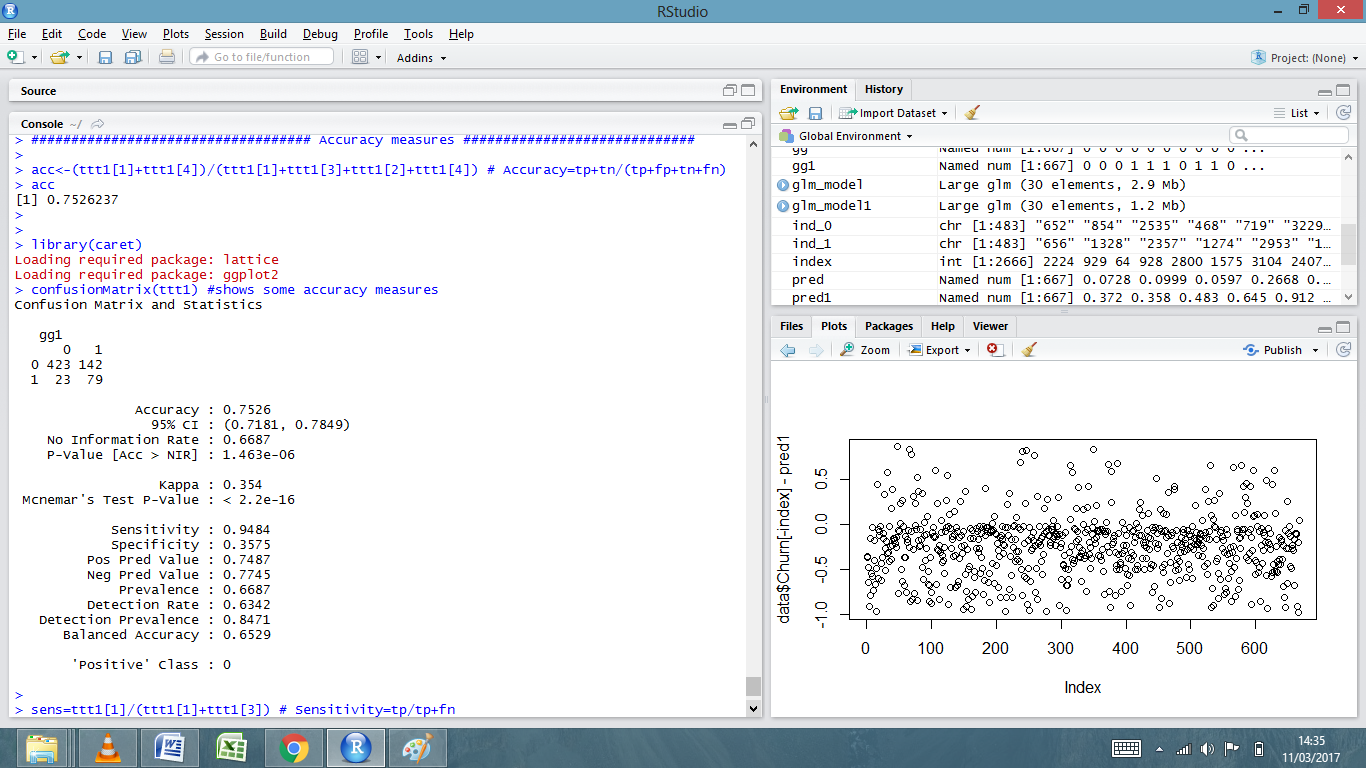 RStudio
File Edit Code View Plots Session Build Debug Profile Tools Help
Go to file/function Addins Project: (None)
Source
Console ~/
> ################################### Accuracy measures #############################
>
> acc<-(ttt1[1]+ttt1[4])/(ttt1[1]+ttt1[3]+ttt1[2]+ttt1[4]) # Accuracy=tp+tn/(tp+fp+tn+fn)
> acc
[1] 0.7526237
>
>
> library(caret)
Loading required package: lattice
Loading required package: ggplot2
> confusionMatrix(ttt1) #shows some accuracy measures
Confusion Matrix and Statistics
gg1
0 1
0 423 142
1 23 79
Accuracy : 0.7526
95% CI : (0.7181, 0.7849)
No Information Rate : 0.6687
P-Value [Acc > NIR] : 1.463e-06
Kappa : 0.354
Mcnemar's Test P-Value : < 2.2e-16
Sensitivity : 0.9484
Specificity : 0.3575
Pos Pred Value : 0.7487
Neg Pred Value : 0.7745
Prevalence : 0.6687
Detection Rate : 0.6342
Detection Prevalence : 0.8471
Balanced Accuracy : 0.6529
'Positive' Class : 0
>
> sens=ttt1[1]/(ttt1[1]+ttt1[3]) # Sensitivity=tp/tp+fn
Environment History
Import Dataset List
Global Environment
gg Named num [1:667] 0 0 0 0 0 0 0 0 0 0 ...
gg1 Named num [1:667] 0 0 0 1 1 1 0 1 1 0 ...
glm_model Large glm (30 elements, 2.9 Mb)
glm_model1 Large glm (30 elements, 1.2 Mb)
ind_0 chr [1:483] "652" "854" "2535" "468" "719" "3229…
ind_1 chr [1:483] "656" "1328" "2357" "1274" "2953" "1…
index int [1:2666] 2224 929 64 928 2800 1575 3104 2407…
pred Named num [1:667] 0.0728 0.0999 0.0597 0.2668 0.…
pred1 Named num [1:667] 0.372 0.358 0.483 0.645 0.912 …
Files Plots Packages Help Viewer
Zoom Export Publish
data$Churn[-index] - pred1
0.5
0.0
-0.5
-1.0
0 100 200 300 400 500 600
Index
14:35
11/03/2017